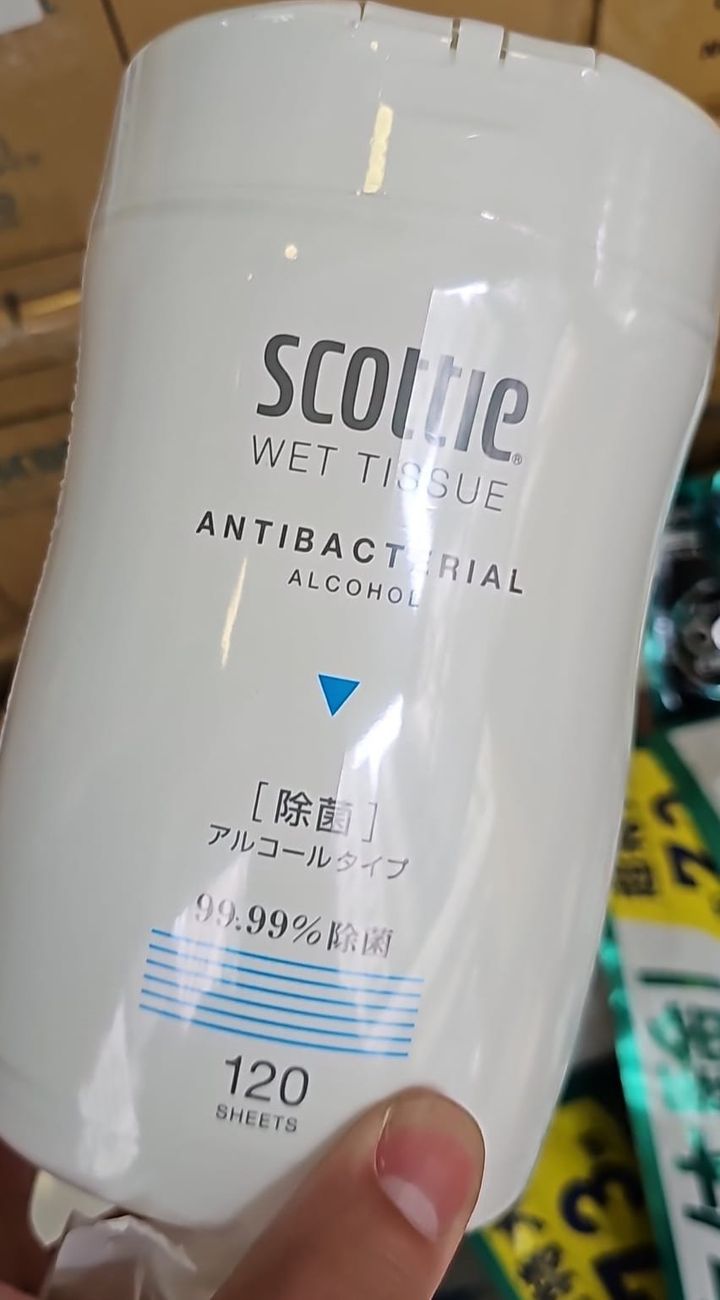 scottie®
WET TISSUE
ANTIBACTERIAL
ALCOHOL
[除菌]
アルコールタイプ
99.99%除菌
120
SHEETS